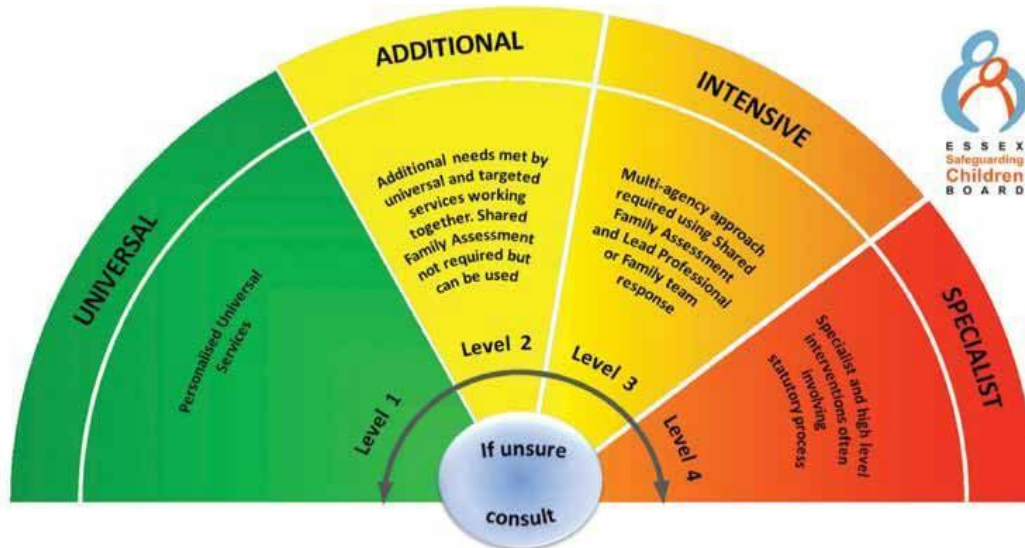 UNIVERSAL
Personalised Universal
Services
Level 1
ADDITIONAL
Additional needs met by
universal and targeted
services working
together. Shared
Family Assessment
not required but
can be used
Level 2
INTENSIVE
Multi-agency approach
required using Shared
Family Assessment
and Lead Professional
or Family team
response
Level 3
SPECIALIST
Specialist and high level
interventions often
involving
statutory process
Level 4
If unsure
consult
ESSEX
Safeguarding
Children
BOARD